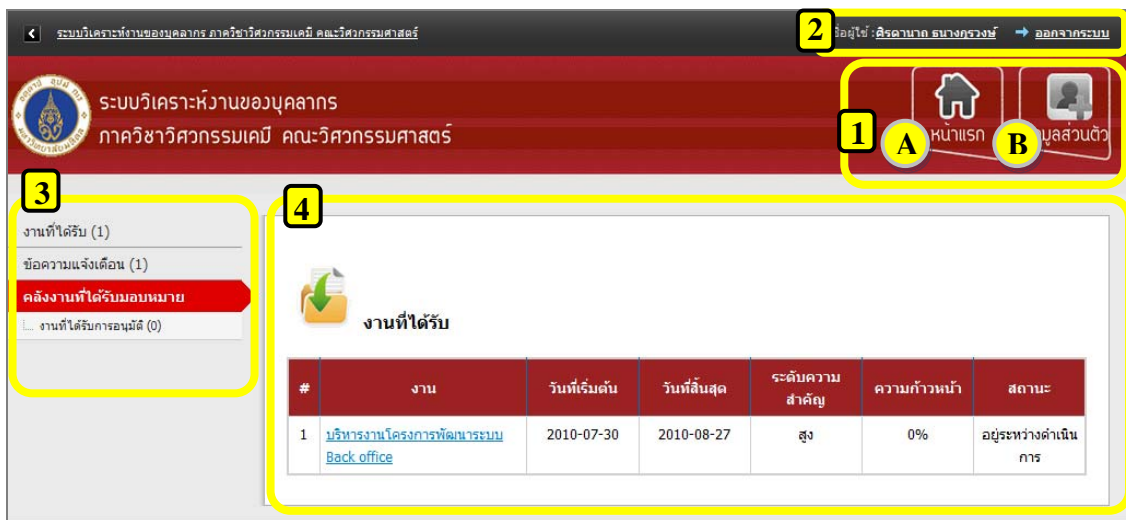 ระบบวิเคราะห์งานของบุคลากร ภาควิชาวิศวกรรมเคมี คณะวิศวกรรมศาสตร์
2
ผู้ใช้ :ศิรดานาถ ธนางกูรวงษ์ ออกจากระบบ
ระบบวิเคราะห์งานของบุคลากร
ภาควิชาวิศวกรรมเคมี คณะวิศวกรรมศาสตร์
1
A
หน้าแรก
B
มูลส่วนตัว
3
งานที่ได้รับ (1)
ข้อความแจ้งเตือน (1)
คลังงานที่ได้รับมอบหมาย
งานที่ได้รับการอนุมัติ (0)
4
งานที่ได้รับ
# งาน วันที่เริ่มต้น วันที่สิ้นสุด ระดับความ ความก้าวหน้า สถานะ
สำคัญ
1 บริหารงานโครงการพัฒนาระบบ 2010-07-30 2010-08-27 สูง 0% อยู่ระหว่างดำเนิน
Back office การ